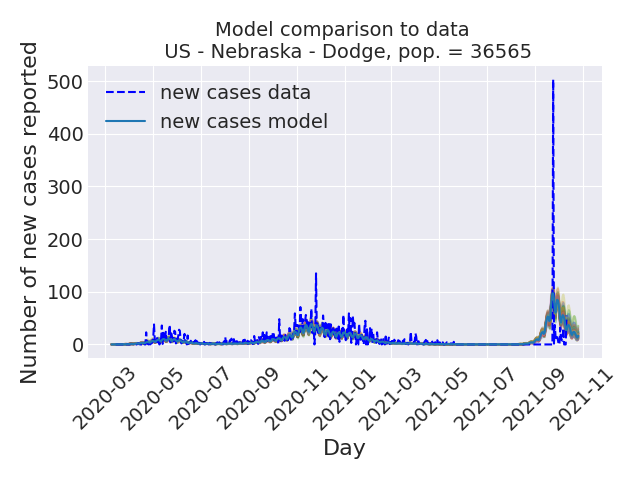 Model comparison to data
US - Nebraska - Dodge, pop. = 36565
Number of new cases reported
500
400
300
200
100
0
new cases data
new cases model
2020-03
2020-05
2020-07
2020-09
2020-11
2021-01
2021-03
2021-05
2021-07
2021-09
2021-11
Day